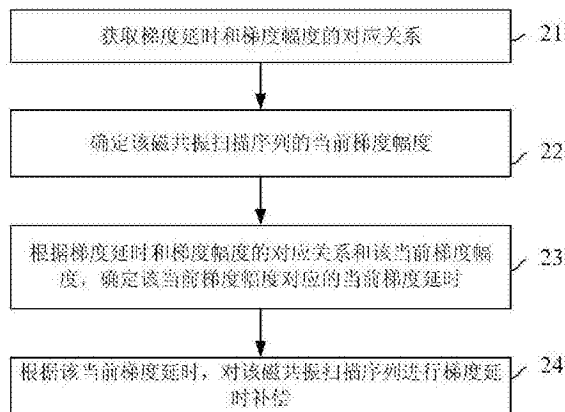 获取梯度延时和梯度幅度的对应关系
21
确定该磁共振扫描序列的当前梯度幅度
22
根据梯度延时和梯度幅度的对应关系和该当前梯度幅
度，确定该当前梯度幅度对应的当前梯度延时
23
根据该当前梯度延时，对该磁共振扫描序列进行梯度延
时补偿
24